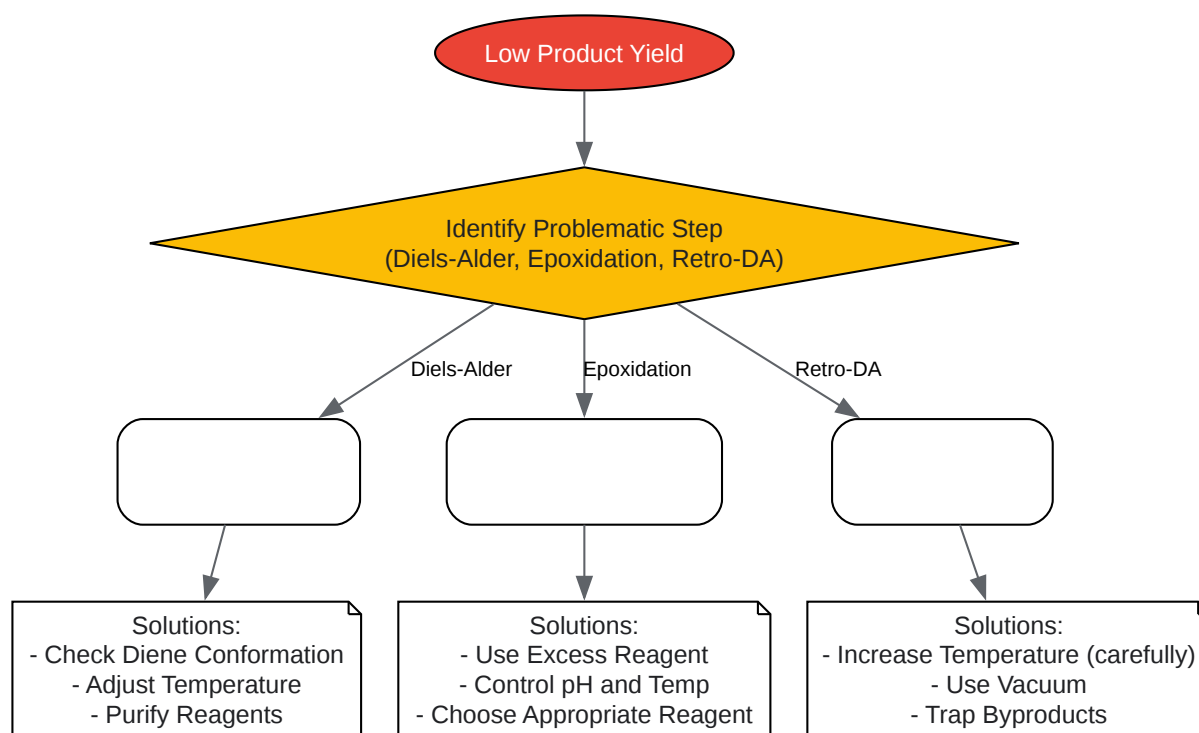 Low Product Yield
Identify Problematic Step
(Diels-Alder, Epoxidation, Retro-DA)
Diels-Alder
Epoxidation
Retro-DA
Solutions:
- Check Diene Conformation
- Adjust Temperature
- Purify Reagents
Solutions:
- Use Excess Reagent
- Control pH and Temp
- Choose Appropriate Reagent
Solutions:
- Increase Temperature (carefully)
- Use Vacuum
- Trap Byproducts